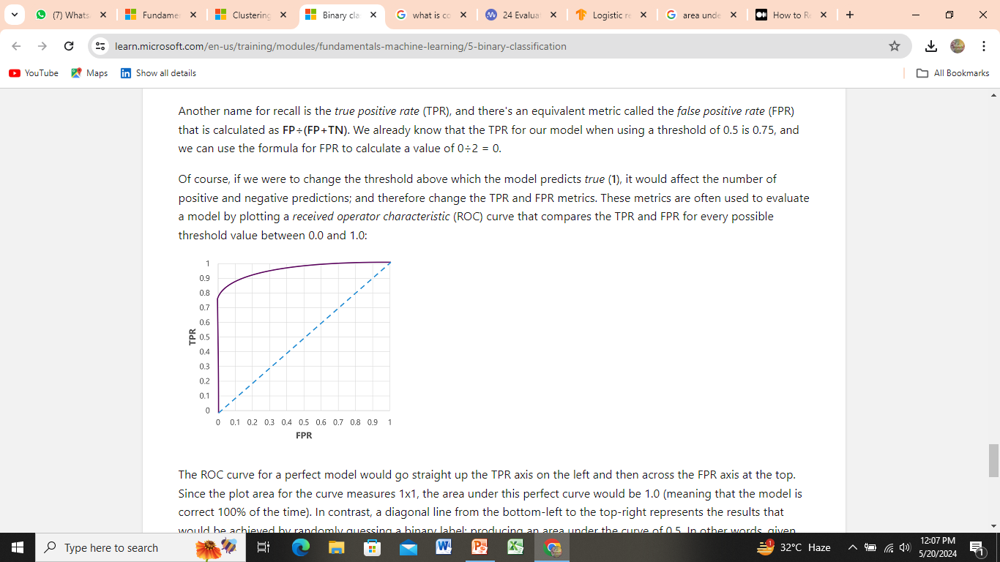 (7) Whats
Fundame
Clustering
Binary cla
what is co
24 Evalua
Logistic re
area unde
How to R
learn.microsoft.com/en-us/training/modules/fundamentals-machine-learning/5-binary-classification
YouTube
Maps
Show all details
All Bookmarks
Another name for recall is the true positive rate (TPR), and there's an equivalent metric called the false positive rate (FPR)
that is calculated as FP÷(FP+TN). We already know that the TPR for our model when using a threshold of 0.5 is 0.75, and
we can use the formula for FPR to calculate a value of 0÷2 = 0.
Of course, if we were to change the threshold above which the model predicts true (1), it would affect the number of
positive and negative predictions; and therefore change the TPR and FPR metrics. These metrics are often used to evaluate
a model by plotting a received operator characteristic (ROC) curve that compares the TPR and FPR for every possible
threshold value between 0.0 and 1.0:
1
0.9
0.8
0.7
0.6
0.5
0.4
0.3
0.2
0.1
0
TPR
0 0.1 0.2 0.3 0.4 0.5 0.6 0.7 0.8 0.9 1
FPR
The ROC curve for a perfect model would go straight up the TPR axis on the left and then across the FPR axis at the top.
Since the plot area for the curve measures 1x1, the area under this perfect curve would be 1.0 (meaning that the model is
correct 100% of the time). In contrast, a diagonal line from the bottom-left to the top-right represents the results that
would be achieved by randomly guessing a binary label; producing an area under the curve of 0.5. In other words, given
Type here to search
1
32°C Haze
12:07 PM
5/20/2024
1